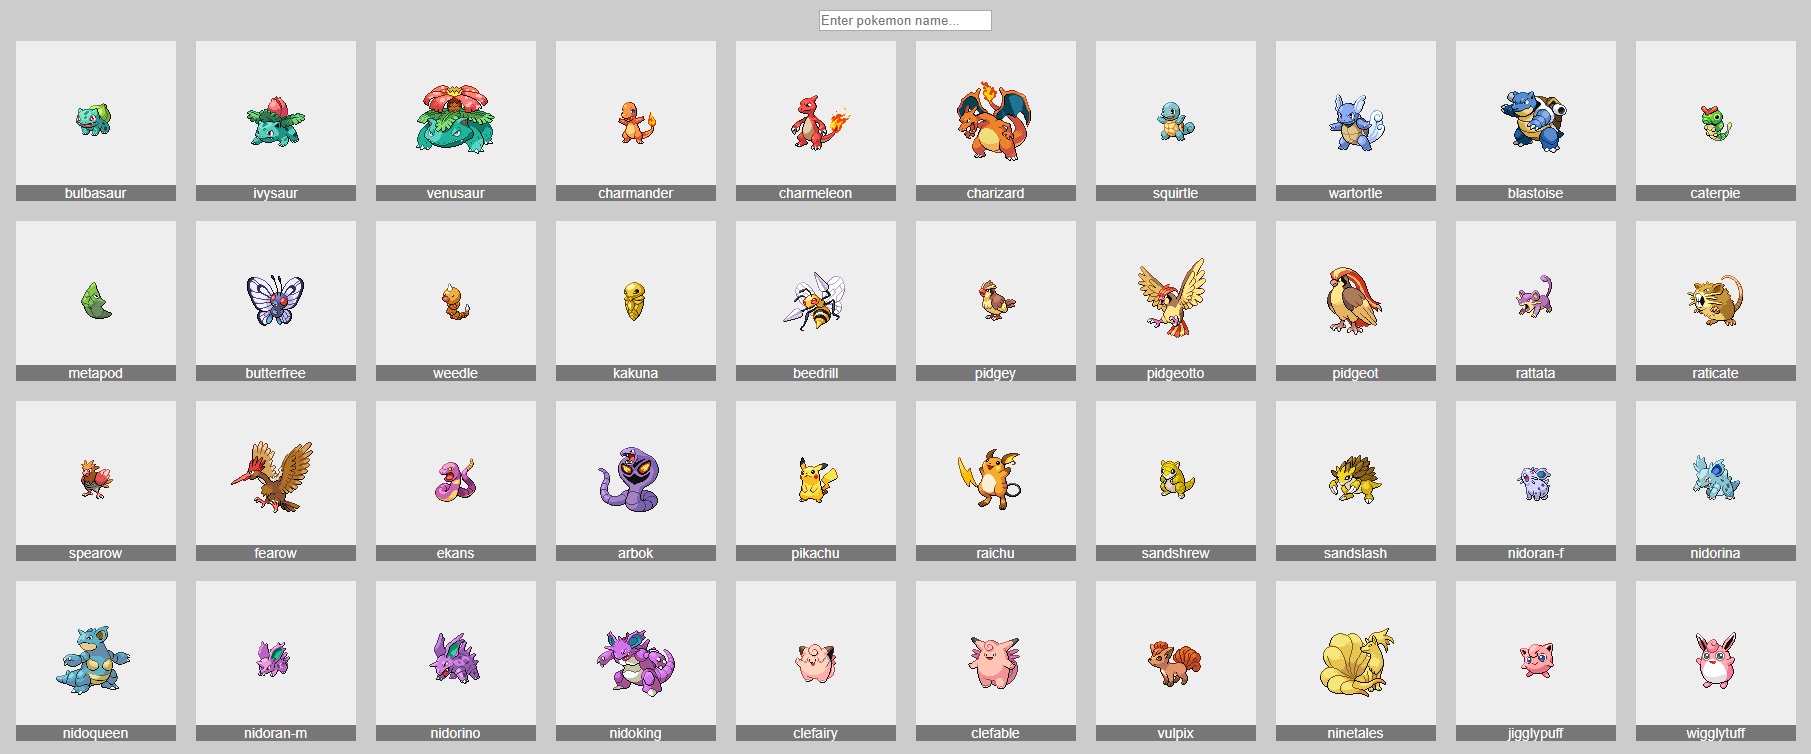 Enter pokemon name...
bulbasaur ivysaur venusaur charmander charmeleon charizard squirtle wartortle blastoise caterpie
metapod butterfree weedle kakuna beedrill pidgey pidgeotto pidgeot rattata raticate
spearow fearow ekans arbok pikachu raichu sandshrew sandslash nidoran-f nidorina
nidoqueen nidoran-m nidorino nidoking clefairy clefable vulpix ninetales jigglypuff wigglytuff